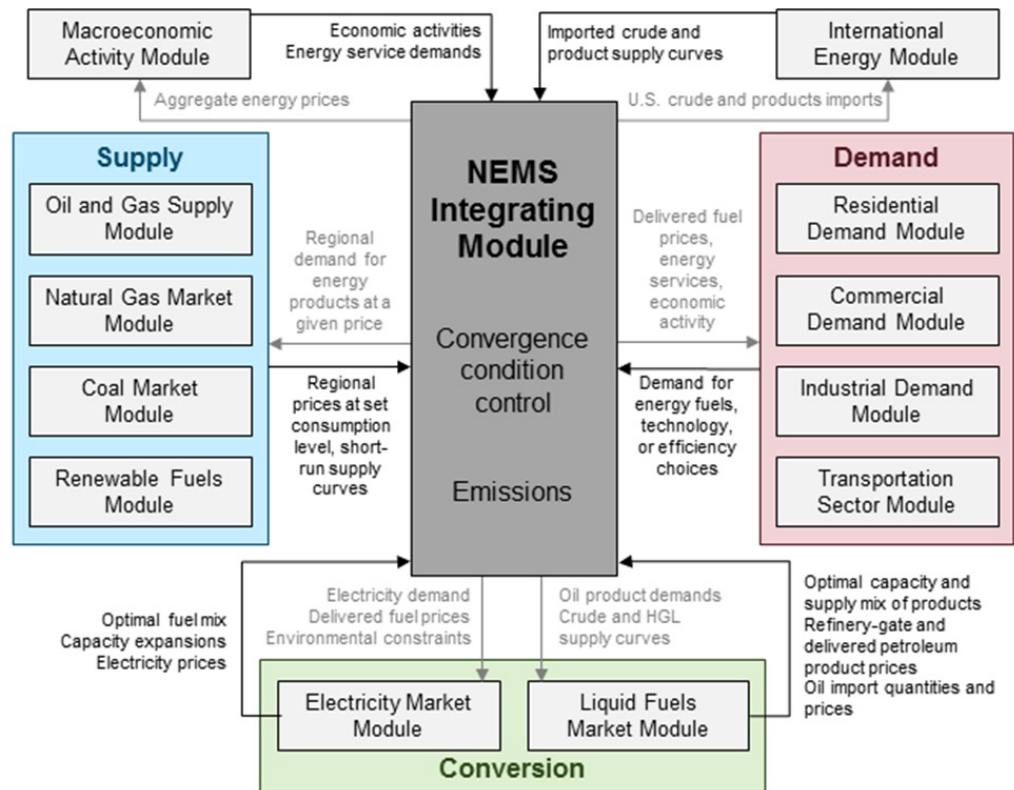 Macroeconomic
Activity Module
Economic activities
Energy service demands
Imported crude and
product supply curves
International
Energy Module
Aggregate energy prices
U.S. crude and products imports
Supply
Oil and Gas Supply
Module
Natural Gas Market
Module
Coal Market
Module
Renewable Fuels
Module
Regional
demand for
energy
products at a
given price
Regional
prices at set
consumption
level, short-
run supply
curves
NEMS
Integrating
Module
Convergence
condition
control
Emissions
Delivered fuel
prices,
energy
services,
economic
activity
Demand for
energy fuels,
technology,
or efficiency
choices
Demand
Residential
Demand Module
Commercial
Demand Module
Industrial Demand
Module
Transportation
Sector Module
Optimal fuel mix
Capacity expansions
Electricity prices
Electricity demand
Delivered fuel prices
Environmental constraints
Oil product demands
Crude and HGL
supply curves
Optimal capacity and
supply mix of products
Refinery-gate and
delivered petroleum
product prices
Oil import quantities and
prices
Electricity Market
Module
Liquid Fuels
Market Module
Conversion